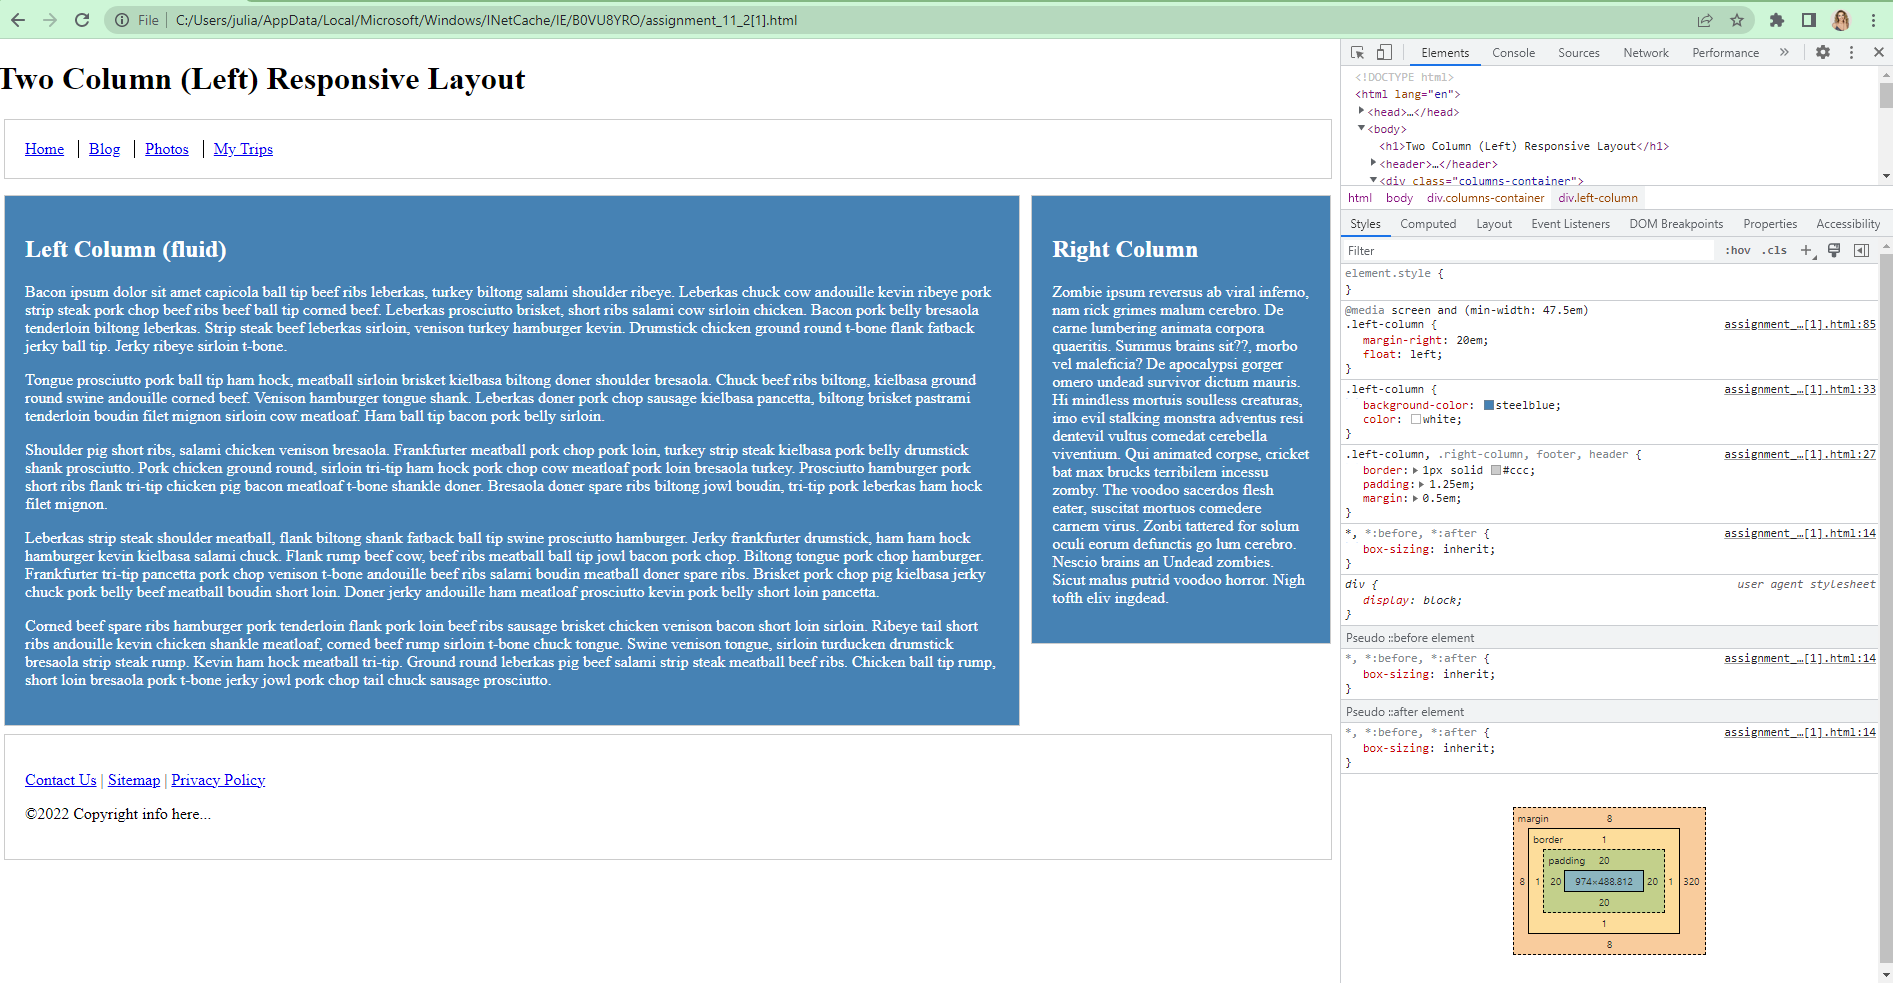 File C:/Users/julia/AppData/Local/Microsoft/Windows/INetCache/IE/B0VU8YRO/assignment_11_2[1].html
Two Column (Left) Responsive Layout
Home Blog Photos My Trips
Left Column (fluid)
Bacon ipsum dolor sit amet capicola ball tip beef ribs leberkas, turkey biltong salami shoulder ribeye. Leberkas chuck cow andouille kevin ribeye pork
strip steak pork chop beef ribs beef ball tip corned beef. Leberkas prosciutto brisket, short ribs salami cow sirloin chicken. Bacon pork belly bresaola
tenderloin biltong leberkas. Strip steak beef leberkas sirloin, venison turkey hamburger kevin. Drumstick chicken ground round t-bone flank fatback
jerky ball tip. Jerky ribeye sirloin t-bone.
Tongue prosciutto pork ball tip ham hock, meatball sirloin brisket kielbasa biltong doner shoulder bresaola. Chuck beef ribs biltong, kielbasa ground
round swine andouille corned beef. Venison hamburger tongue shank. Leberkas doner pork chop sausage kielbasa pancetta, biltong brisket pastrami
tenderloin boudin filet mignon sirloin cow meatloaf. Ham ball tip bacon pork belly sirloin.
Shoulder pig short ribs, salami chicken venison bresaola. Frankfurter meatball pork chop pork loin, turkey strip steak kielbasa pork belly drumstick
shank prosciutto. Pork chicken ground round, sirloin tri-tip ham hock pork chop cow meatloaf pork loin bresaola turkey. Prosciutto hamburger pork
short ribs flank tri-tip chicken pig bacon meatloaf t-bone shankle doner. Bresaola doner spare ribs biltong jowl boudin, tri-tip pork leberkas ham hock
filet mignon.
Leberkas strip steak shoulder meatball, flank biltong shank fatback ball tip swine prosciutto hamburger. Jerky frankfurter drumstick, ham ham hock
hamburger kevin kielbasa salami chuck. Flank rump beef cow, beef ribs meatball ball tip jowl bacon pork chop. Biltong tongue pork chop hamburger.
Frankfurter tri-tip pancetta pork chop venison t-bone andouille beef ribs salami boudin meatball doner spare ribs. Brisket pork chop pig kielbasa jerky
chuck pork belly beef meatball boudin short loin. Doner jerky andouille ham meatloaf prosciutto kevin pork belly short loin pancetta.
Corned beef spare ribs hamburger pork tenderloin flank pork loin beef ribs sausage brisket chicken venison bacon short loin sirloin. Ribeye tail short
ribs andouille kevin chicken shankle meatloaf, corned beef rump sirloin t-bone chuck tongue. Swine venison tongue, sirloin turducken drumstick
bresaola strip steak rump. Kevin ham hock meatball tri-tip. Ground round leberkas pig beef salami strip steak meatball beef ribs. Chicken ball tip rump,
short loin bresaola pork t-bone jerky jowl pork chop tail chuck sausage prosciutto.
Right Column
Zombie ipsum reversus ab viral inferno,
nam rick grimes malum cerebro. De
carne lumbering animata corpora
quaeritis. Summus brains sit??, morbo
vel maleficia? De apocalypsi gorger
omero undead survivor dictum mauris.
Hi mindless mortuis soulless creaturas,
imo evil stalking monstra adventus resi
dentevil vultus comedat cerebella
viventium. Qui animated corpse, cricket
bat max brucks terribilem incessu
zomby. The voodoo sacerdos flesh
eater, suscitat mortuos comedere
carnem virus. Zonbi tattered for solum
oculi eorum defunctis go lum cerebro.
Nescio brains an Undead zombies.
Sicut malus putrid voodoo horror. Nigh
tofth eliv ingdead.
Contact Us | Sitemap | Privacy Policy
©2022 Copyright info here...
Elements Console Sources Network Performance »
<!DOCTYPE html>
<html lang="en">
<head>…</head>
<body>
<h1>Two Column (Left) Responsive Layout</h1>
<header>…</header>
<div class="columns-container">
html body div.columns-container div.left-column
Styles Computed Layout Event Listeners DOM Breakpoints Properties Accessibility
Filter :hov .cls +
element.style {
}
@media screen and (min-width: 47.5em)
.left-column { assignment_…[1].html:85
margin-right: 20em;
float: left;
}
.left-column { assignment_…[1].html:33
background-color: steelblue;
color: white;
}
.left-column, .right-column, footer, header { assignment_…[1].html:27
border: 1px solid #ccc;
padding: 1.25em;
margin: 0.5em;
}
*, *:before, *:after { assignment_…[1].html:14
box-sizing: inherit;
}
div { user agent stylesheet
display: block;
}
Pseudo ::before element
*, *:before, *:after { assignment_…[1].html:14
box-sizing: inherit;
}
Pseudo ::after element
*, *:before, *:after { assignment_…[1].html:14
box-sizing: inherit;
}
margin 8
border 1
padding 20
8 1 20 974×488.812 20 1 320
20
1
8